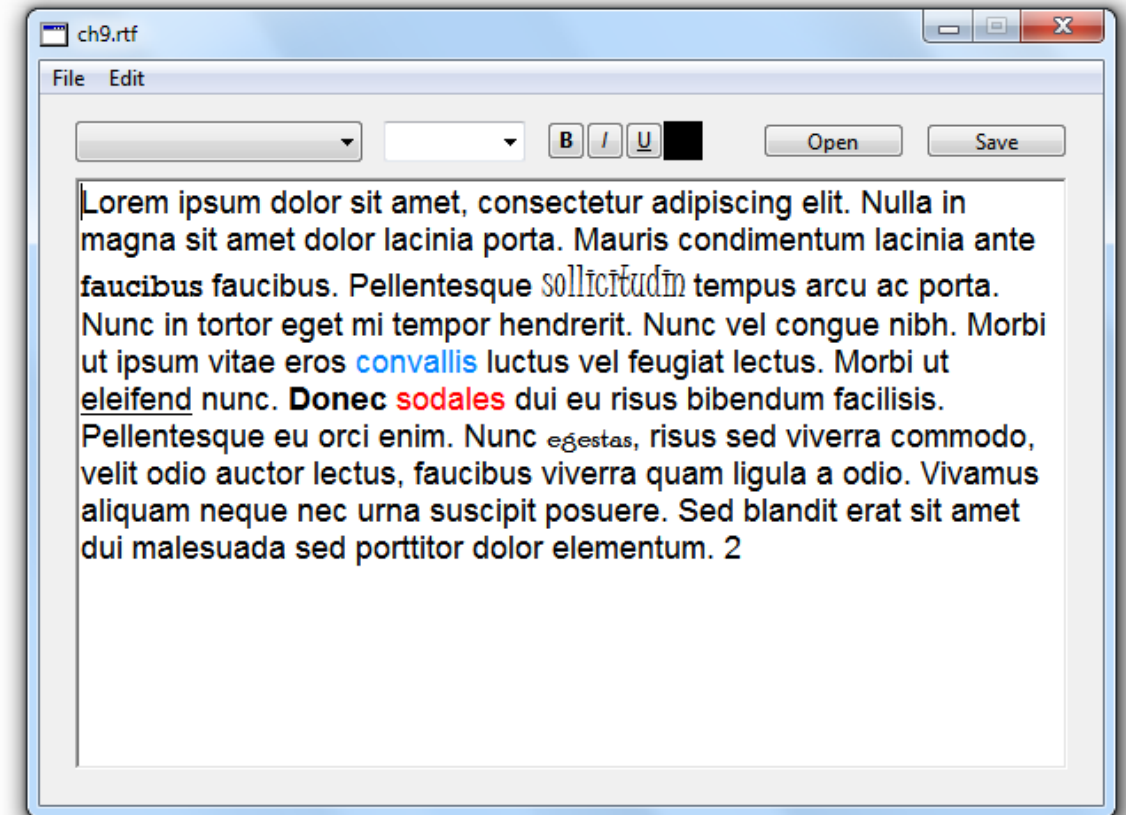 ch9.rtf
File Edit
B I U Open Save
Lorem ipsum dolor sit amet, consectetur adipiscing elit. Nulla in
magna sit amet dolor lacinia porta. Mauris condimentum lacinia ante
faucibus faucibus. Pellentesque sollicitudin tempus arcu ac porta.
Nunc in tortor eget mi tempor hendrerit. Nunc vel congue nibh. Morbi
ut ipsum vitae eros convallis luctus vel feugiat lectus. Morbi ut
eleifend nunc. Donec sodales dui eu risus bibendum facilisis.
Pellentesque eu orci enim. Nunc egestas, risus sed viverra commodo,
velit odio auctor lectus, faucibus viverra quam ligula a odio. Vivamus
aliquam neque nec urna suscipit posuere. Sed blandit erat sit amet
dui malesuada sed porttitor dolor elementum. 2